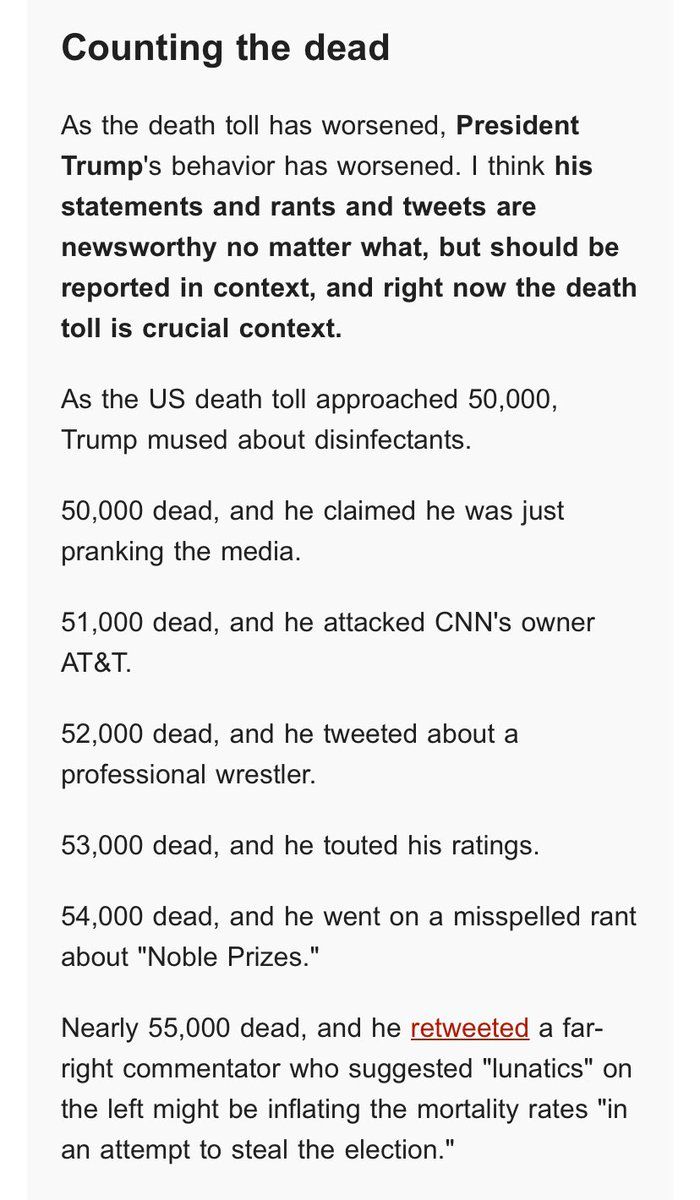 Counting the dead
As the death toll has worsened, President
Trump's behavior has worsened. I think his
statements and rants and tweets are
newsworthy no matter what, but should be
reported in context, and right now the death
toll is crucial context.
As the US death toll approached 50,000,
Trump mused about disinfectants.
50,000 dead, and he claimed he was just
pranking the media.
51,000 dead, and he attacked CNN's owner
AT&T.
52,000 dead, and he tweeted about a
professional wrestler.
53,000 dead, and he touted his ratings.
54,000 dead, and he went on a misspelled rant
about "Noble Prizes."
Nearly 55,000 dead, and he retweeted a far-
right commentator who suggested "lunatics" on
the left might be inflating the mortality rates "in
an attempt to steal the election."